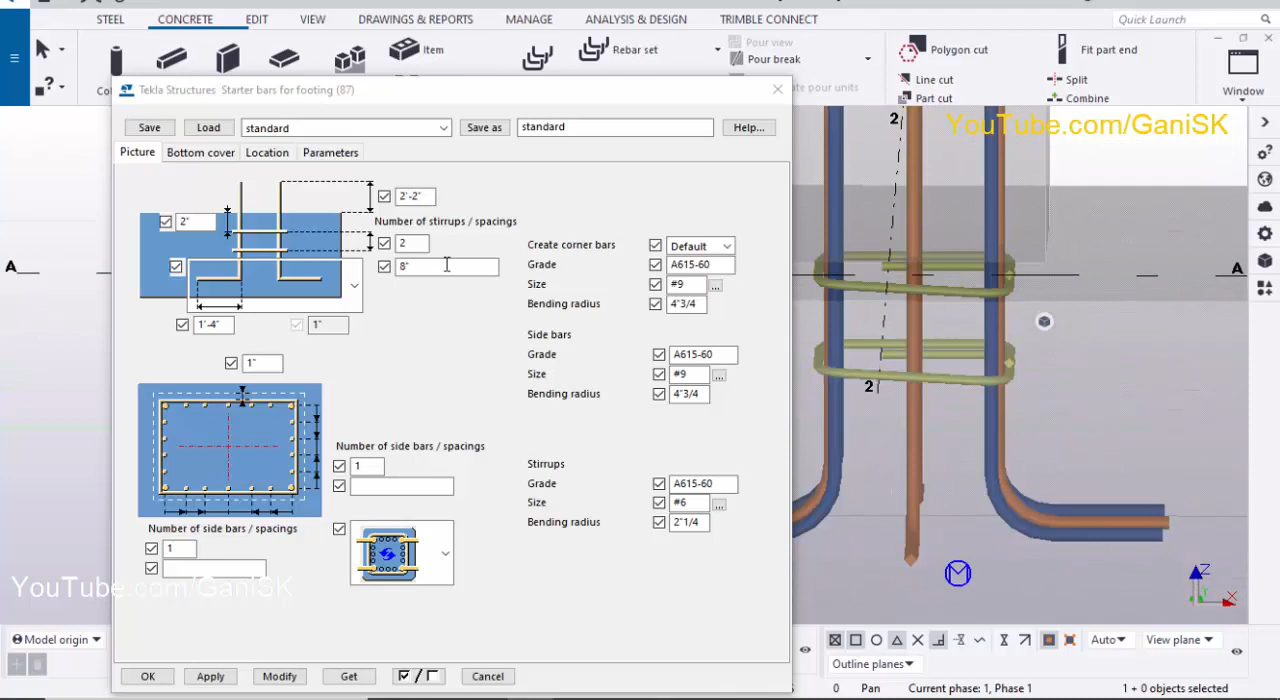 STEEL CONCRETE EDIT VIEW DRAWINGS & REPORTS MANAGE ANALYSIS & DESIGN TRIMBLE CONNECT Quick Launch
Item Rebar set Pour view Polygon cut Fit part end
Pour break
Line cut Split
Part cut Combine Window
Tekla Structures Starter bars for footing (87)
YouTube.com/GaniSK
Save Load standard Save as standard Help...
Picture Bottom cover Location Parameters
2'-2"
2"
Number of stirrups / spacings
2
8"
1'-4" 1"
1"
Create corner bars Default
Grade A615-60
Size #9 ...
Bending radius 4"3/4
Side bars
Grade A615-60
Size #9 ...
Bending radius 4"3/4
Number of side bars / spacings
1
Stirrups
Grade A615-60
Size #6 ...
Bending radius 2"1/4
Number of side bars / spacings
1
YouTube.com/GaniSK
A A
2
2
Z
Y
X
Model origin
OK Apply Modify Get / Cancel
Auto View plane
Outline planes
0 Pan Current phase: 1, Phase 1 1 + 0 objects selected